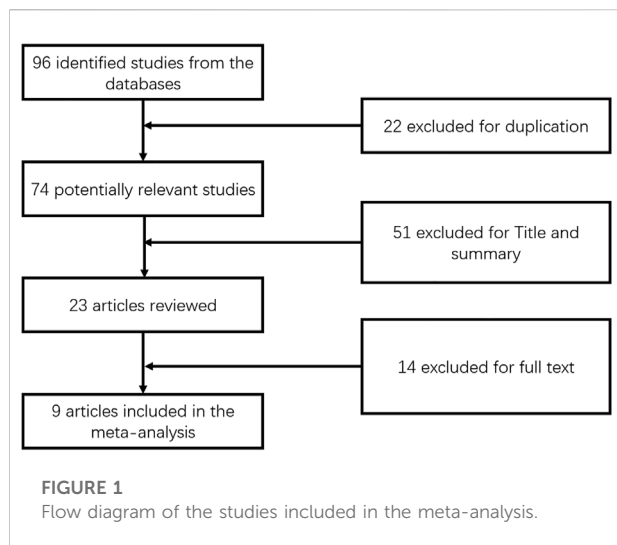 96 identified studies from the
databases
22 excluded for duplication
74 potentially relevant studies
51 excluded for Title and
summary
23 articles reviewed
14 excluded for full text
9 articles included in the
meta-analysis
FIGURE 1
Flow diagram of the studies included in the meta-analysis.